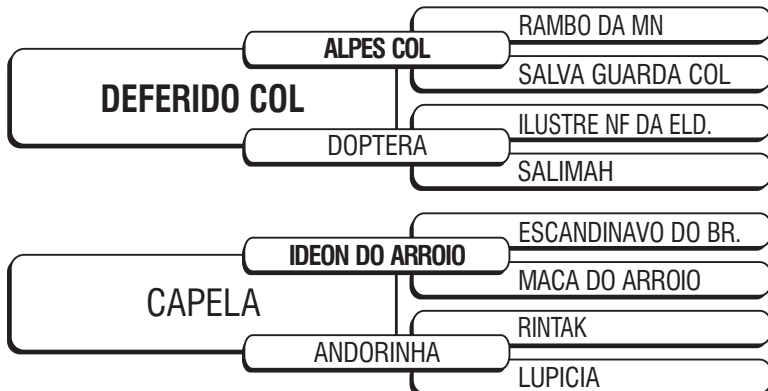 RAMBO DA MN
ALPES COL
SALVA GUARDA COL
DEFERIDO COL
ILUSTRE NF DA ELD.
DOPTERA
SALIMAH
ESCANDINAVO DO BR.
IDEON DO ARROIO
MACA DO ARROIO
CAPELA
RINTAK
ANDORINHA
LUPICIA